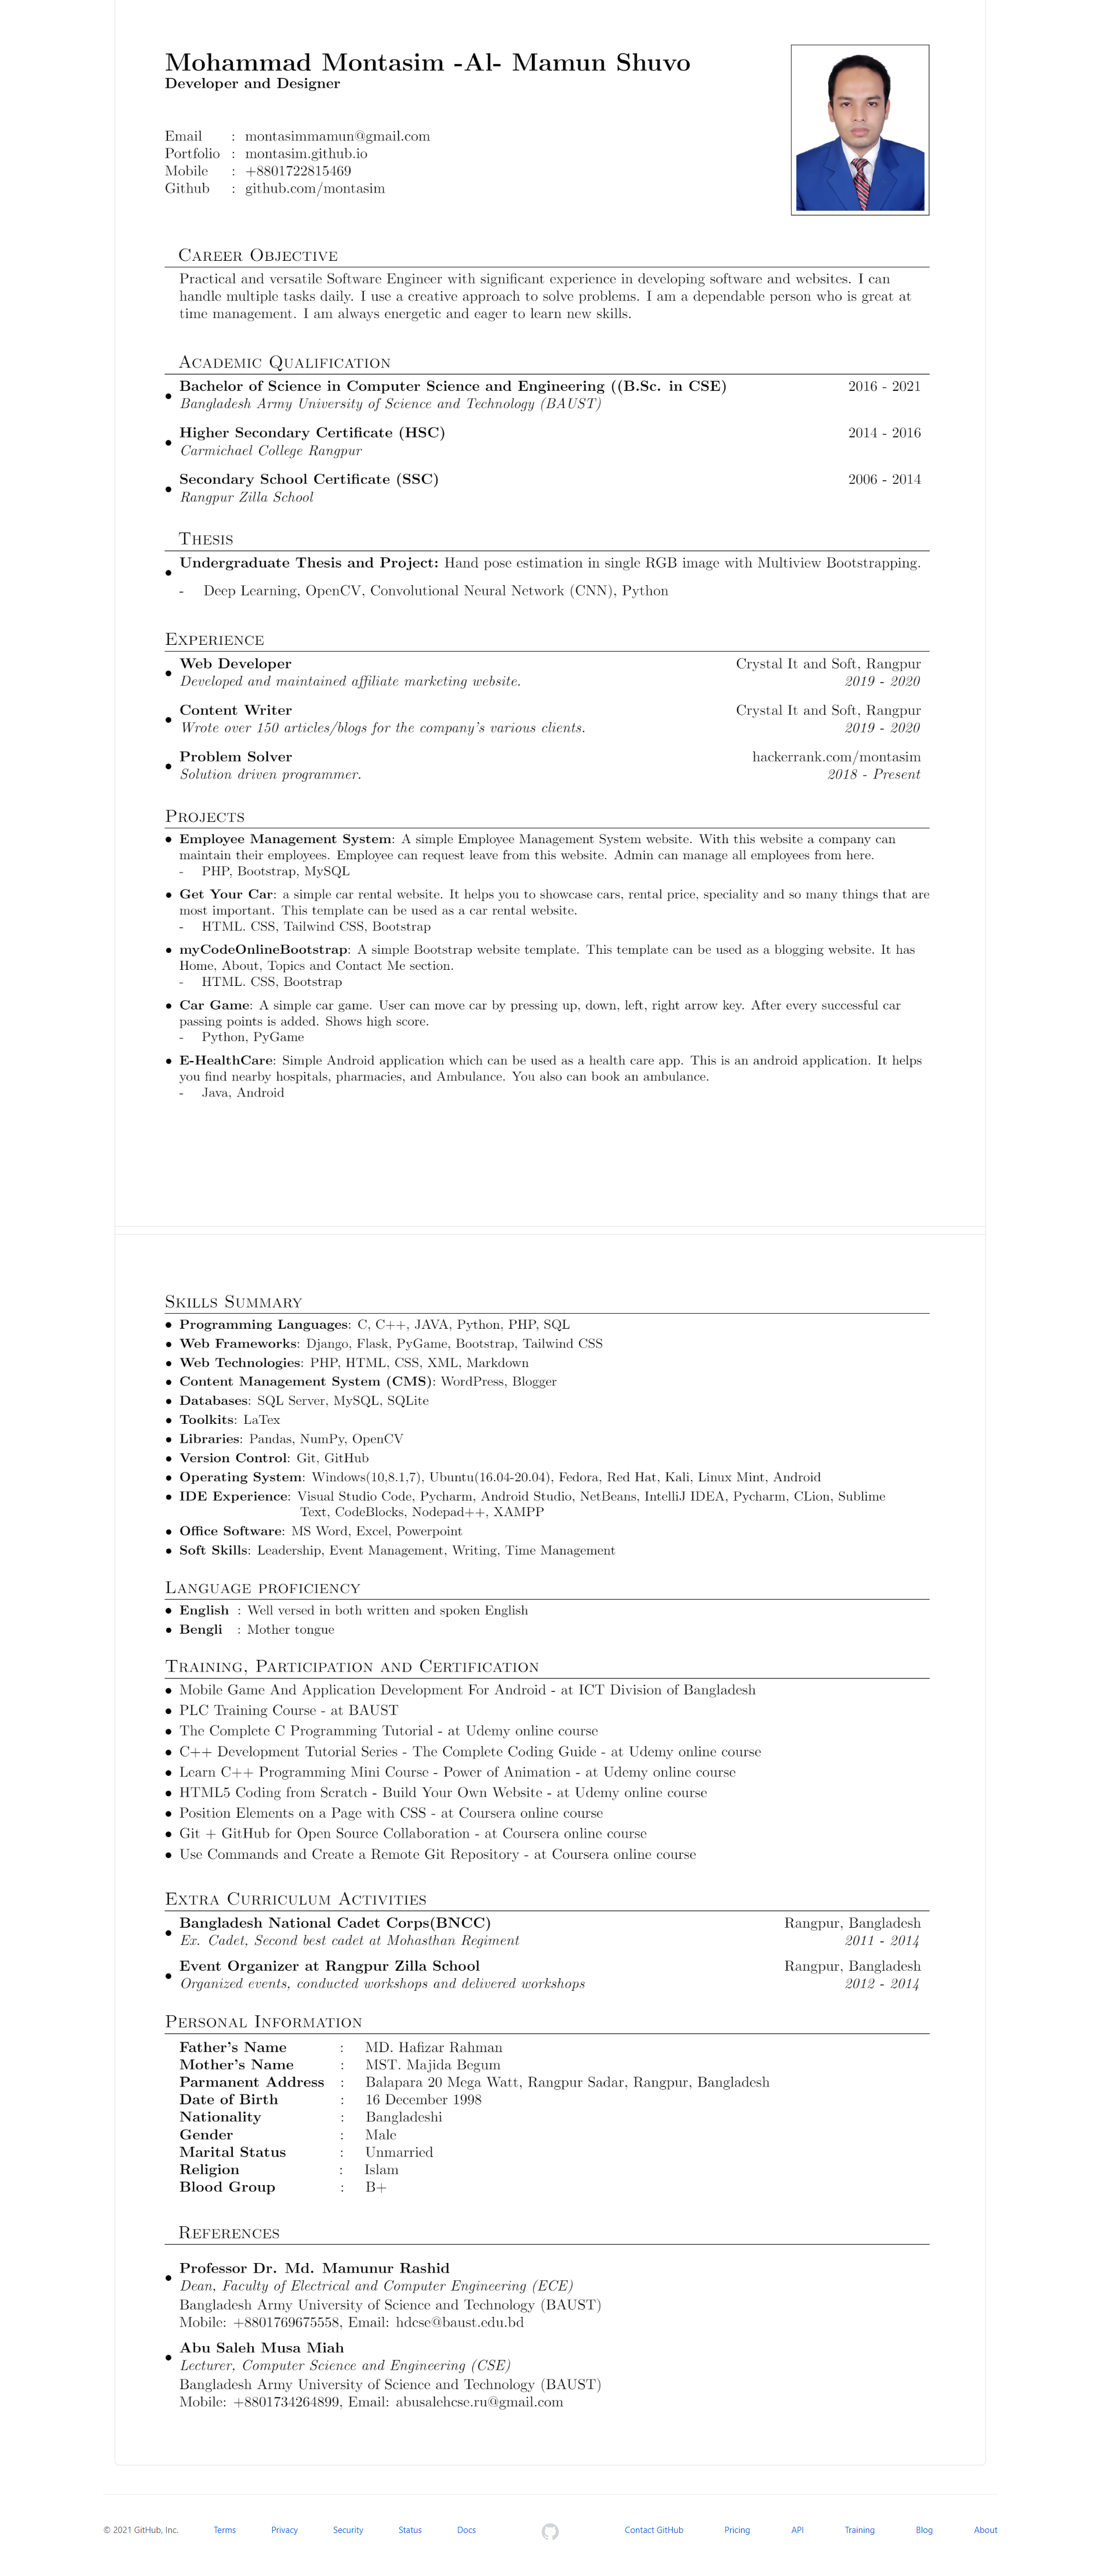 Mohammad Montasim -Al- Mamun Shuvo
Developer and Designer
Email : montasimmamun@gmail.com
Portfolio : montasim.github.io
Mobile : +8801722815469
Github : github.com/montasim
Career Objective
Practical and versatile Software Engineer with significant experience in developing software and websites. I can
handle multiple tasks daily. I use a creative approach to solve problems. I am a dependable person who is great at
time management. I am always energetic and eager to learn new skills.
Academic Qualification
• Bachelor of Science in Computer Science and Engineering ((B.Sc. in CSE) 2016 - 2021
Bangladesh Army University of Science and Technology (BAUST)
• Higher Secondary Certificate (HSC) 2014 - 2016
Carmichael College Rangpur
• Secondary School Certificate (SSC) 2006 - 2014
Rangpur Zilla School
Thesis
• Undergraduate Thesis and Project: Hand pose estimation in single RGB image with Multiview Bootstrapping.
- Deep Learning, OpenCV, Convolutional Neural Network (CNN), Python
Experience
• Web Developer Crystal It and Soft, Rangpur
Developed and maintained affiliate marketing website. 2019 - 2020
• Content Writer Crystal It and Soft, Rangpur
Wrote over 150 articles/blogs for the company's various clients. 2019 - 2020
• Problem Solver hackerrank.com/montasim
Solution driven programmer. 2018 - Present
Projects
• Employee Management System: A simple Employee Management System website. With this website a company can
maintain their employees. Employee can request leave from this website. Admin can manage all employees from here.
- PHP, Bootstrap, MySQL
• Get Your Car: a simple car rental website. It helps you to showcase cars, rental price, speciality and so many things that are
most important. This template can be used as a car rental website.
- HTML. CSS, Tailwind CSS, Bootstrap
• myCodeOnlineBootstrap: A simple Bootstrap website template. This template can be used as a blogging website. It has
Home, About, Topics and Contact Me section.
- HTML. CSS, Bootstrap
• Car Game: A simple car game. User can move car by pressing up, down, left, right arrow key. After every successful car
passing points is added. Shows high score.
- Python, PyGame
• E-HealthCare: Simple Android application which can be used as a health care app. This is an android application. It helps
you find nearby hospitals, pharmacies, and Ambulance. You also can book an ambulance.
- Java, Android
Skills Summary
• Programming Languages: C, C++, JAVA, Python, PHP, SQL
• Web Frameworks: Django, Flask, PyGame, Bootstrap, Tailwind CSS
• Web Technologies: PHP, HTML, CSS, XML, Markdown
• Content Management System (CMS): WordPress, Blogger
• Databases: SQL Server, MySQL, SQLite
• Toolkits: LaTex
• Libraries: Pandas, NumPy, OpenCV
• Version Control: Git, GitHub
• Operating System: Windows(10,8.1,7), Ubuntu(16.04-20.04), Fedora, Red Hat, Kali, Linux Mint, Android
• IDE Experience: Visual Studio Code, Pycharm, Android Studio, NetBeans, IntelliJ IDEA, Pycharm, CLion, Sublime
Text, CodeBlocks, Nodepad++, XAMPP
• Office Software: MS Word, Excel, Powerpoint
• Soft Skills: Leadership, Event Management, Writing, Time Management
Language proficiency
• English : Well versed in both written and spoken English
• Bengli : Mother tongue
Training, Participation and Certification
• Mobile Game And Application Development For Android - at ICT Division of Bangladesh
• PLC Training Course - at BAUST
• The Complete C Programming Tutorial - at Udemy online course
• C++ Development Tutorial Series - The Complete Coding Guide - at Udemy online course
• Learn C++ Programming Mini Course - Power of Animation - at Udemy online course
• HTML5 Coding from Scratch - Build Your Own Website - at Udemy online course
• Position Elements on a Page with CSS - at Coursera online course
• Git + GitHub for Open Source Collaboration - at Coursera online course
• Use Commands and Create a Remote Git Repository - at Coursera online course
Extra Curriculum Activities
• Bangladesh National Cadet Corps(BNCC) Rangpur, Bangladesh
Ex. Cadet, Second best cadet at Mohasthan Regiment 2011 - 2014
• Event Organizer at Rangpur Zilla School Rangpur, Bangladesh
Organized events, conducted workshops and delivered workshops 2012 - 2014
Personal Information
Father's Name : MD. Hafizar Rahman
Mother's Name : MST. Majida Begum
Parmanent Address : Balapara 20 Mega Watt, Rangpur Sadar, Rangpur, Bangladesh
Date of Birth : 16 December 1998
Nationality : Bangladeshi
Gender : Male
Marital Status : Unmarried
Religion : Islam
Blood Group : B+
References
• Professor Dr. Md. Mamunur Rashid
Dean, Faculty of Electrical and Computer Engineering (ECE)
Bangladesh Army University of Science and Technology (BAUST)
Mobile: +8801769675558, Email: hdcse@baust.edu.bd
• Abu Saleh Musa Miah
Lecturer, Computer Science and Engineering (CSE)
Bangladesh Army University of Science and Technology (BAUST)
Mobile: +8801734264899, Email: abusalehcse.ru@gmail.com
© 2021 GitHub, Inc. Terms Privacy Security Status Docs Contact GitHub Pricing API Training Blog About